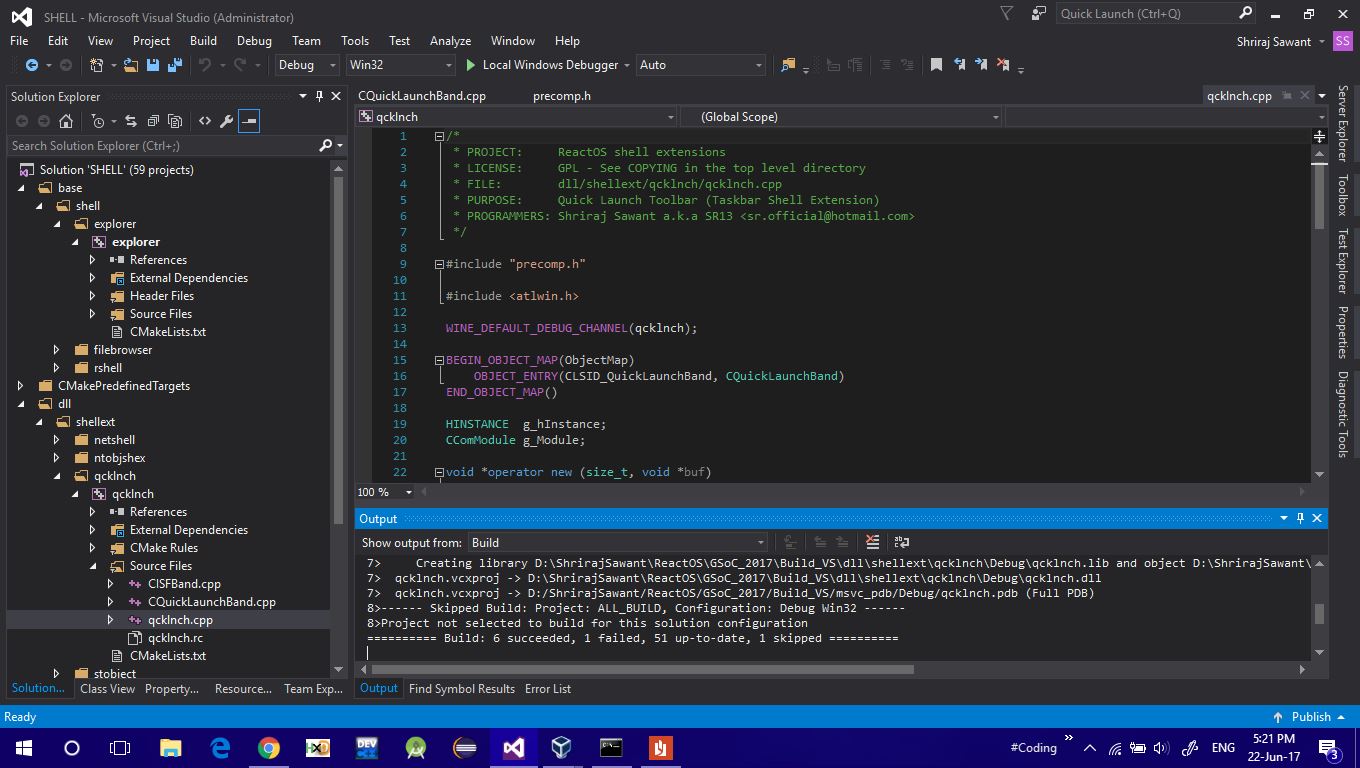 SHELL - Microsoft Visual Studio (Administrator)
Quick Launch (Ctrl+Q)
File Edit View Project Build Debug Team Tools Test Analyze Window Help
Shriraj Sawant SS
Debug Win32 Local Windows Debugger Auto
Solution Explorer
Search Solution Explorer (Ctrl+;)
Solution 'SHELL' (59 projects)
base
shell
explorer
explorer
References
External Dependencies
Header Files
Source Files
CMakeLists.txt
filebrowser
rshell
CMakePredefinedTargets
dll
shellext
netshell
ntobjshex
qcklnch
qcklnch
References
External Dependencies
CMake Rules
Source Files
CISFBand.cpp
CQuickLaunchBand.cpp
qcklnch.cpp
qcklnch.rc
CMakeLists.txt
stobject
Solution... Class View Property... Resource... Team Exp...
CQuickLaunchBand.cpp precomp.h qcklnch.cpp
qcklnch (Global Scope)
1 /*
2 * PROJECT: ReactOS shell extensions
3 * LICENSE: GPL - See COPYING in the top level directory
4 * FILE: dll/shellext/qcklnch/qcklnch.cpp
5 * PURPOSE: Quick Launch Toolbar (Taskbar Shell Extension)
6 * PROGRAMMERS: Shriraj Sawant a.k.a SR13 <sr.official@hotmail.com>
7 */
8
9 #include "precomp.h"
10
11 #include <atlwin.h>
12
13 WINE_DEFAULT_DEBUG_CHANNEL(qcklnch);
14
15 BEGIN_OBJECT_MAP(ObjectMap)
16 OBJECT_ENTRY(CLSID_QuickLaunchBand, CQuickLaunchBand)
17 END_OBJECT_MAP()
18
19 HINSTANCE g_hInstance;
20 CComModule g_Module;
21
22 void *operator new (size_t, void *buf)
100 %
Output
Show output from: Build
7> Creating library D:\ShrirajSawant\ReactOS\GSoC_2017\Build_VS\dll\shellext\qcklnch\Debug\qcklnch.lib and object D:\ShrirajSawant\
7> qcklnch.vcxproj -> D:\ShrirajSawant\ReactOS\GSoC_2017\Build_VS\dll\shellext\qcklnch\Debug\qcklnch.dll
7> qcklnch.vcxproj -> D:/ShrirajSawant/ReactOS/GSoC_2017/Build_VS/msvc_pdb/Debug/qcklnch.pdb (Full PDB)
8>------ Skipped Build: Project: ALL_BUILD, Configuration: Debug Win32 ------
8>Project not selected to build for this solution configuration
========== Build: 6 succeeded, 1 failed, 51 up-to-date, 1 skipped ==========
Output Find Symbol Results Error List
Server Explorer
Toolbox
Test Explorer
Properties
Diagnostic Tools
Ready
Publish
DEV
#Coding
ENG
5:21 PM
22-Jun-17
3